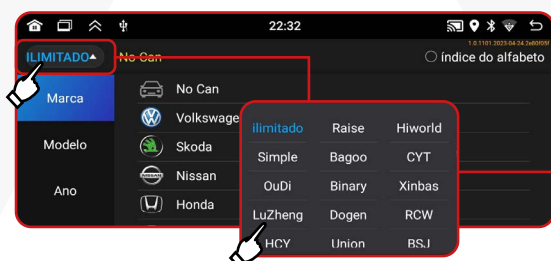 22:32
1.0.1101 2023-04-24
ILIMITADO
No Can
índice do alfabeto
Marca
Modelo
Ano
No Can
Volkswage
Skoda
Nissan
Honda
ilimitado Raise Hiworld
Simple Bagoo CYT
OuDi Binary Xinbas
LuZheng Dogen RCW
HCY Union BSJ